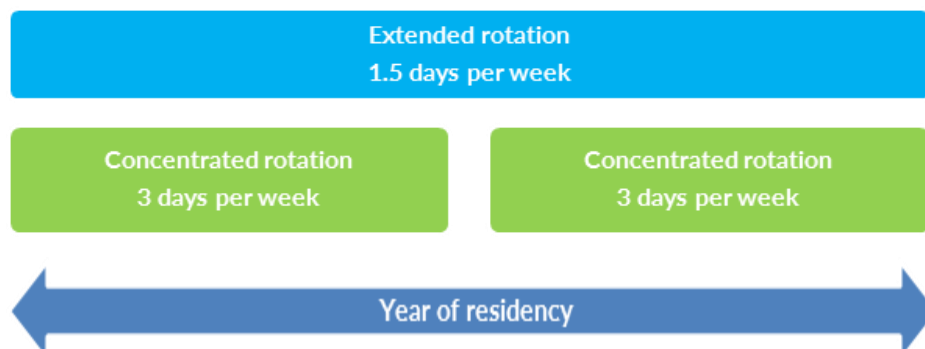 Extended rotation
1.5 days per week
Concentrated rotation
3 days per week
Concentrated rotation
3 days per week
Year of residency